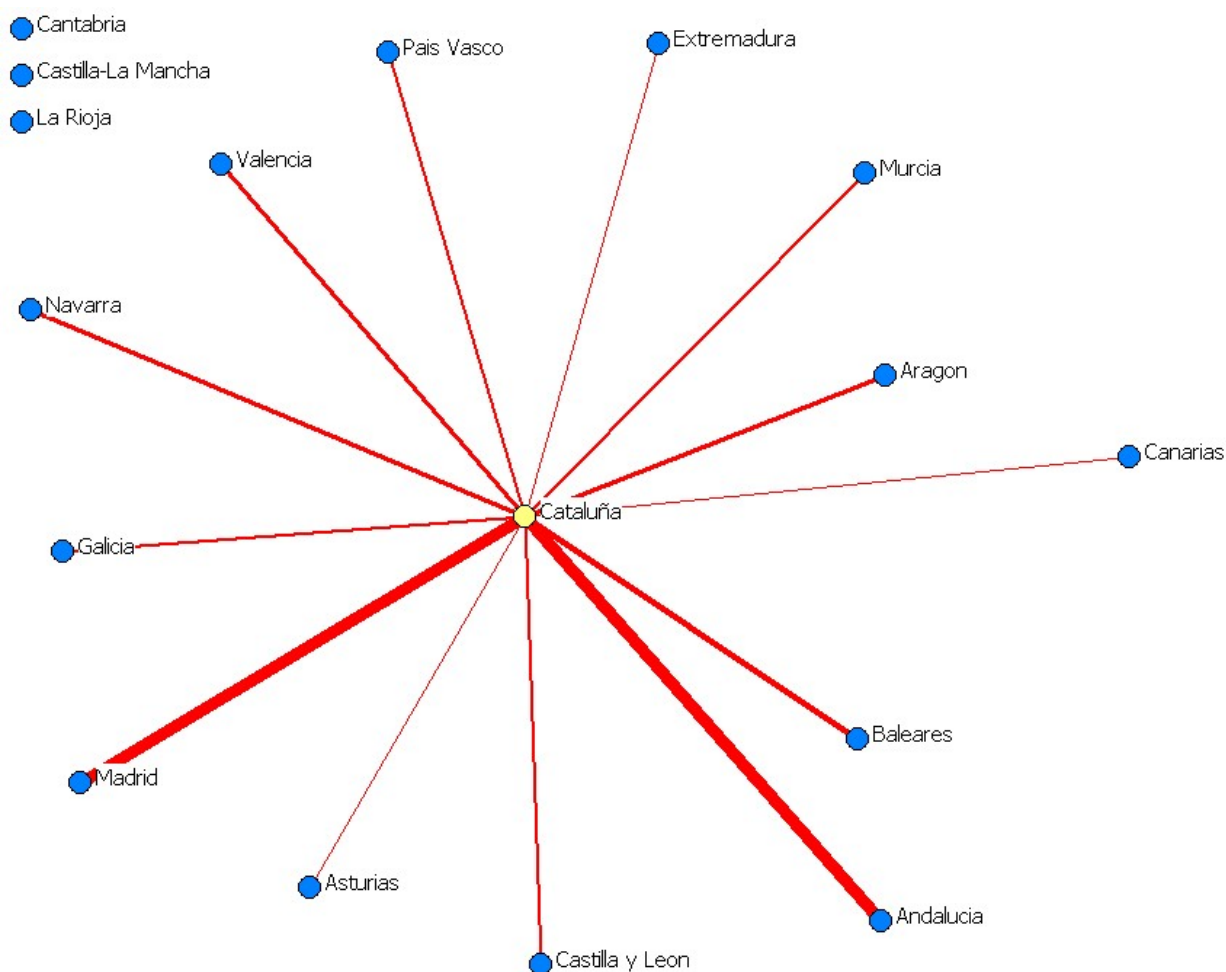 Cantabria
Pais Vasco
Extremadura
Castilla-La Mancha
La Rioja
Valencia
Murcia
Navarra
Aragon
Canarias
Cataluña
Galicia
Baleares
Madrid
Asturias
Andalucia
Castilla y Leon